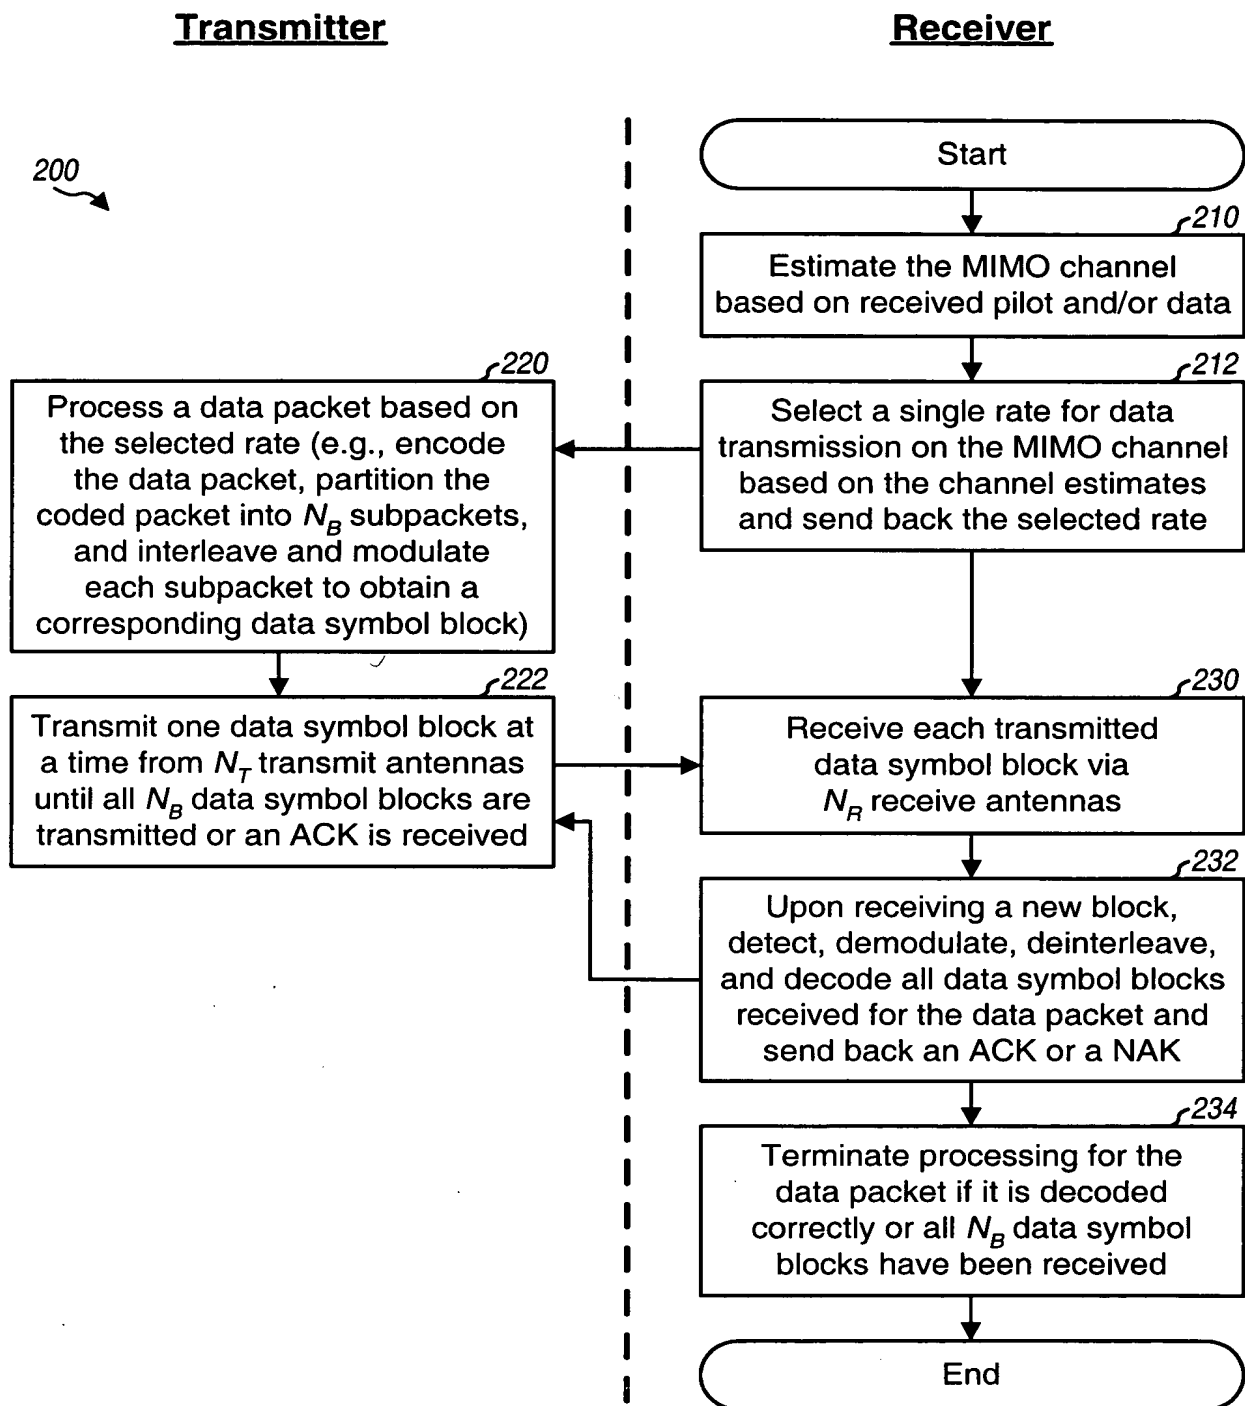 Transmitter
Receiver
200
Start
210
Estimate the MIMO channel
based on received pilot and/or data
212
Select a single rate for data
transmission on the MIMO channel
based on the channel estimates
and send back the selected rate
220
Process a data packet based on
the selected rate (e.g., encode
the data packet, partition the
coded packet into N_B subpackets,
and interleave and modulate
each subpacket to obtain a
corresponding data symbol block)
222
Transmit one data symbol block at
a time from N_T transmit antennas
until all N_B data symbol blocks are
transmitted or an ACK is received
230
Receive each transmitted
data symbol block via
N_R receive antennas
232
Upon receiving a new block,
detect, demodulate, deinterleave,
and decode all data symbol blocks
received for the data packet and
send back an ACK or a NAK
234
Terminate processing for the
data packet if it is decoded
correctly or all N_B data symbol
blocks have been received
End